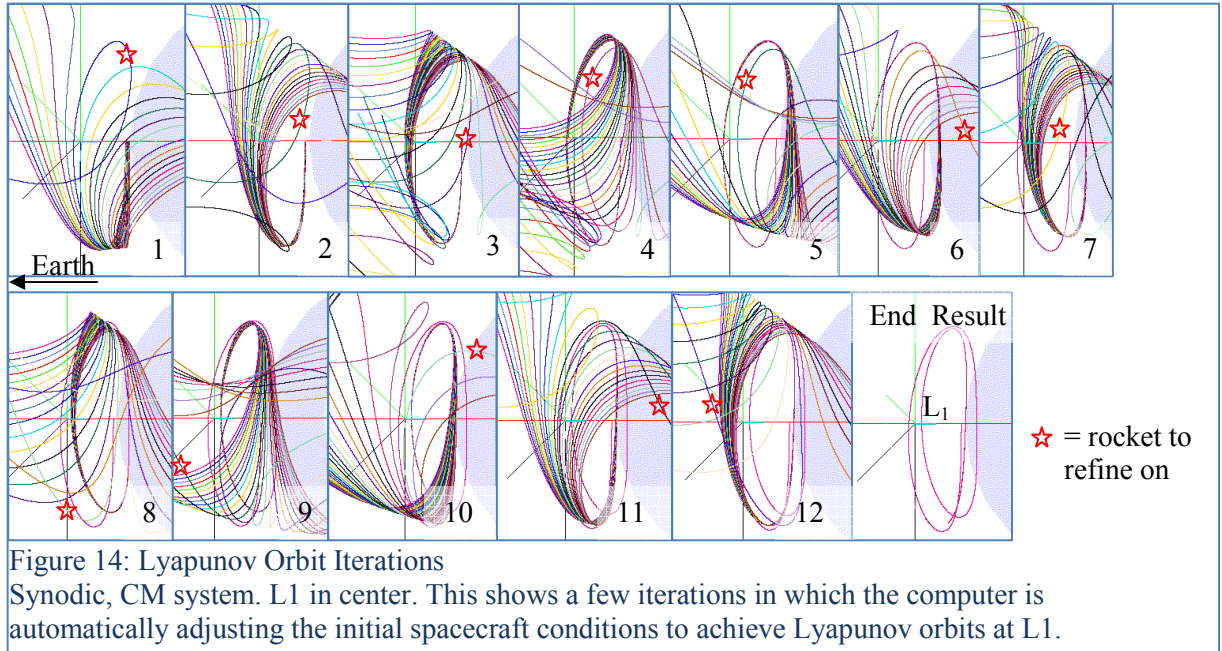 1
2
3
4
5
6
7
Earth
8
9
10
11
12
End Result
L1
= rocket to
refine on
Figure 14: Lyapunov Orbit Iterations
Synodic, CM system. L1 in center. This shows a few iterations in which the computer is
automatically adjusting the initial spacecraft conditions to achieve Lyapunov orbits at L1.